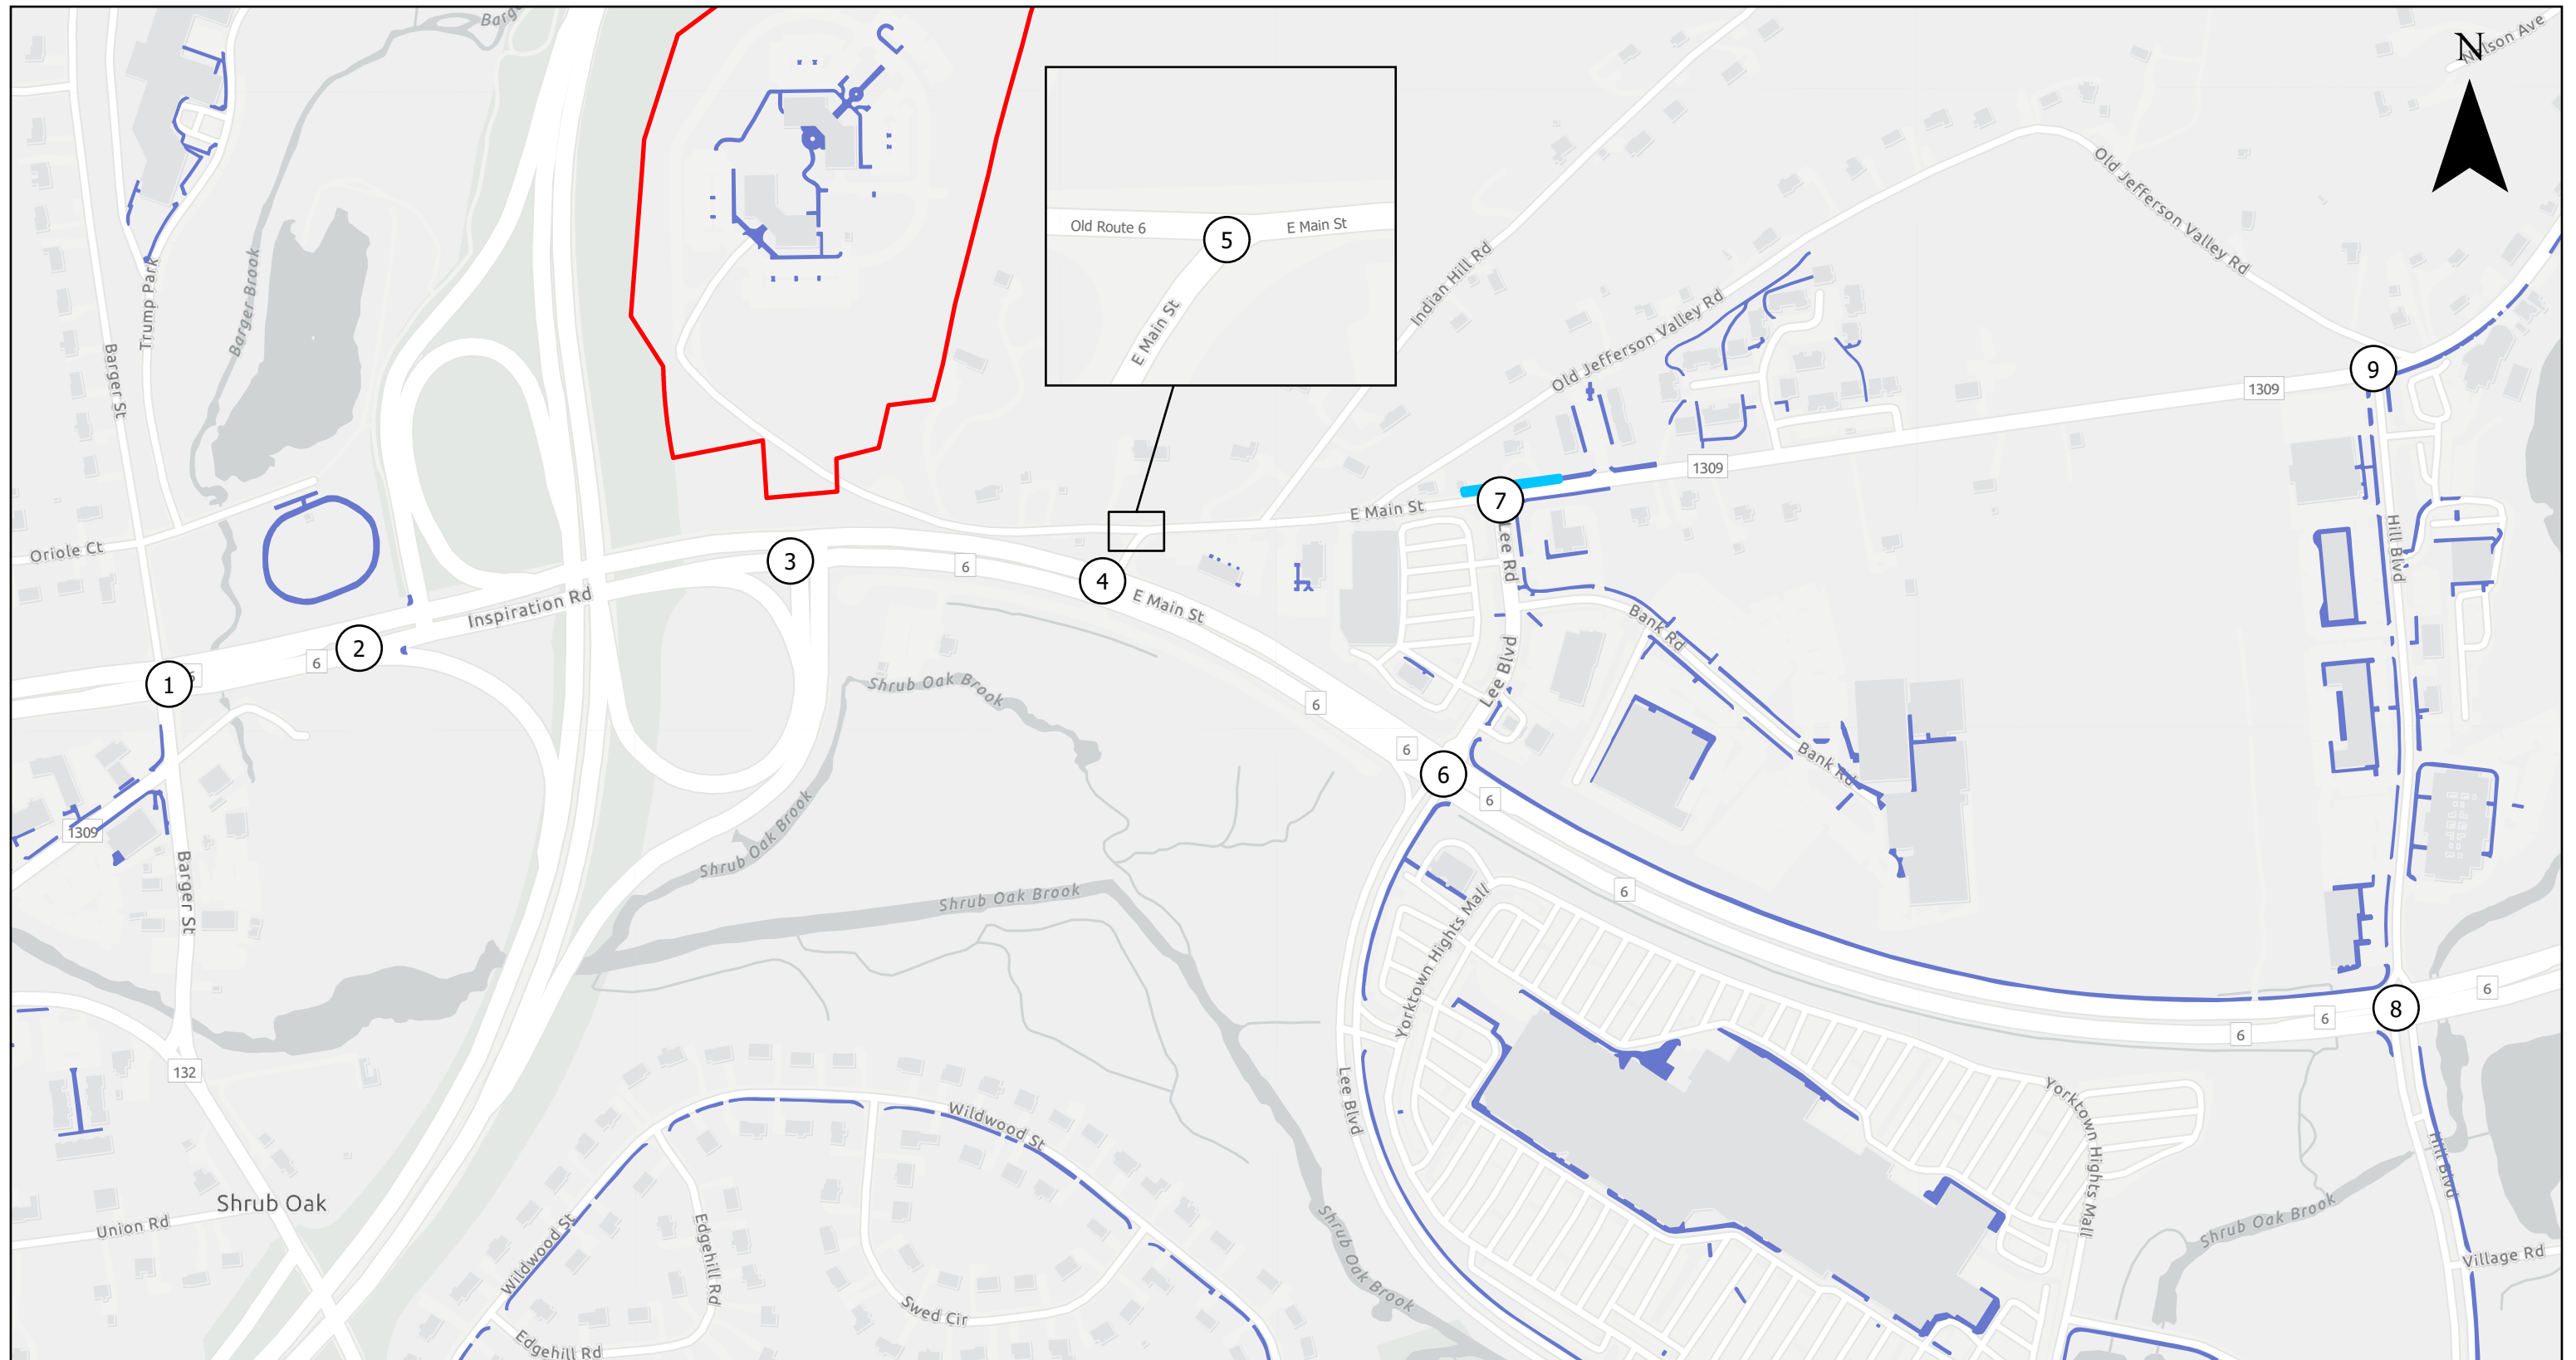 Barge
N
Nelson Ave
Old Jefferson Valley Rd
Old Route 6
5
E Main St
E Main St
Indian Hill Rd
Barger Brook
Trump Park
Barger St
Old Jefferson Valley Rd
9
1309
1309
7
E Main St
Lee Rd
Oriole Ct
3
6
4
E Main St
Inspiration Rd
Hill Blvd
Bank Rd
2
6
1
Shrub Oak Brook
Lee Blvd
6
6
6
6
Bank Rd
1309
Shrub Oak Brook
Barger St
Shrub Oak Brook
6
Yorktown Hights Mall
6
8
6
6
132
Lee Blvd
Wildwood St
Yorktown Hights Mall
Hill Blvd
Shrub Oak
Union Rd
Wildwood St
Edgehill Rd
Swed Cir
Edgehill Rd
Shrub Oak Brook
Shrub Oak Brook
Village Rd